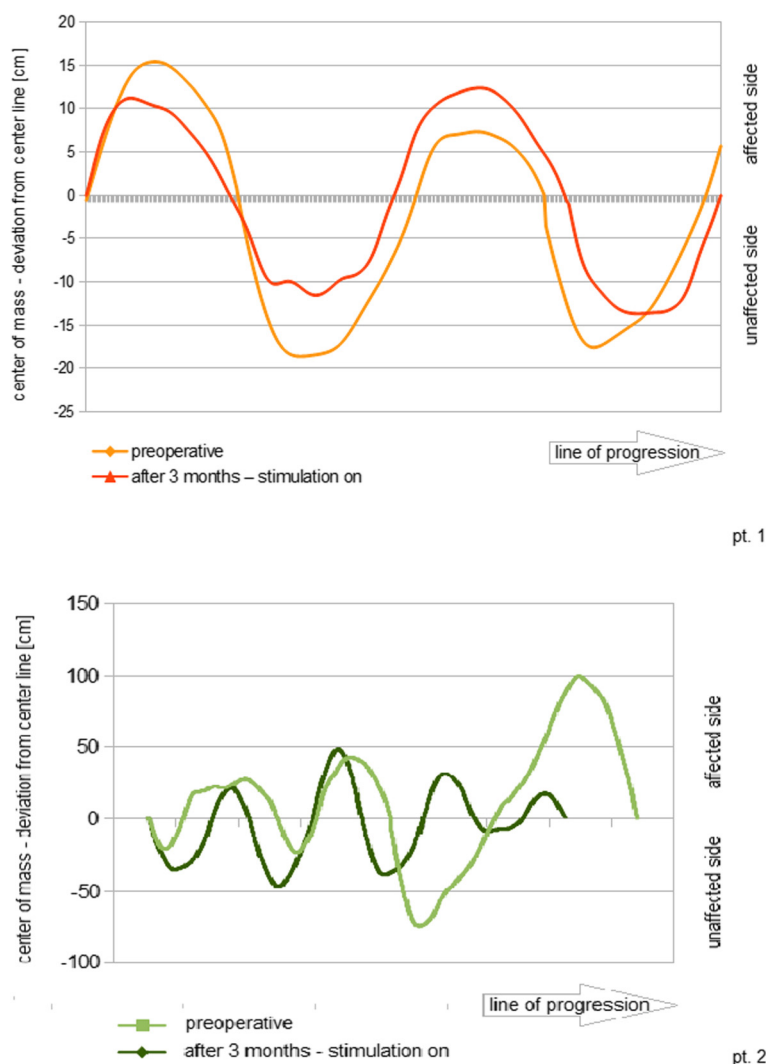 center of mass - deviation from center line [cm]
20
15
10
5
0
-5
-10
-15
-20
-25
affected side
unaffected side
preoperative
after 3 months – stimulation on
line of progression
pt. 1
center of mass - deviation from center line [cm]
150
100
50
0
-50
-100
affected side
unaffected side
line of progression
preoperative
after 3 months - stimulation on
pt. 2